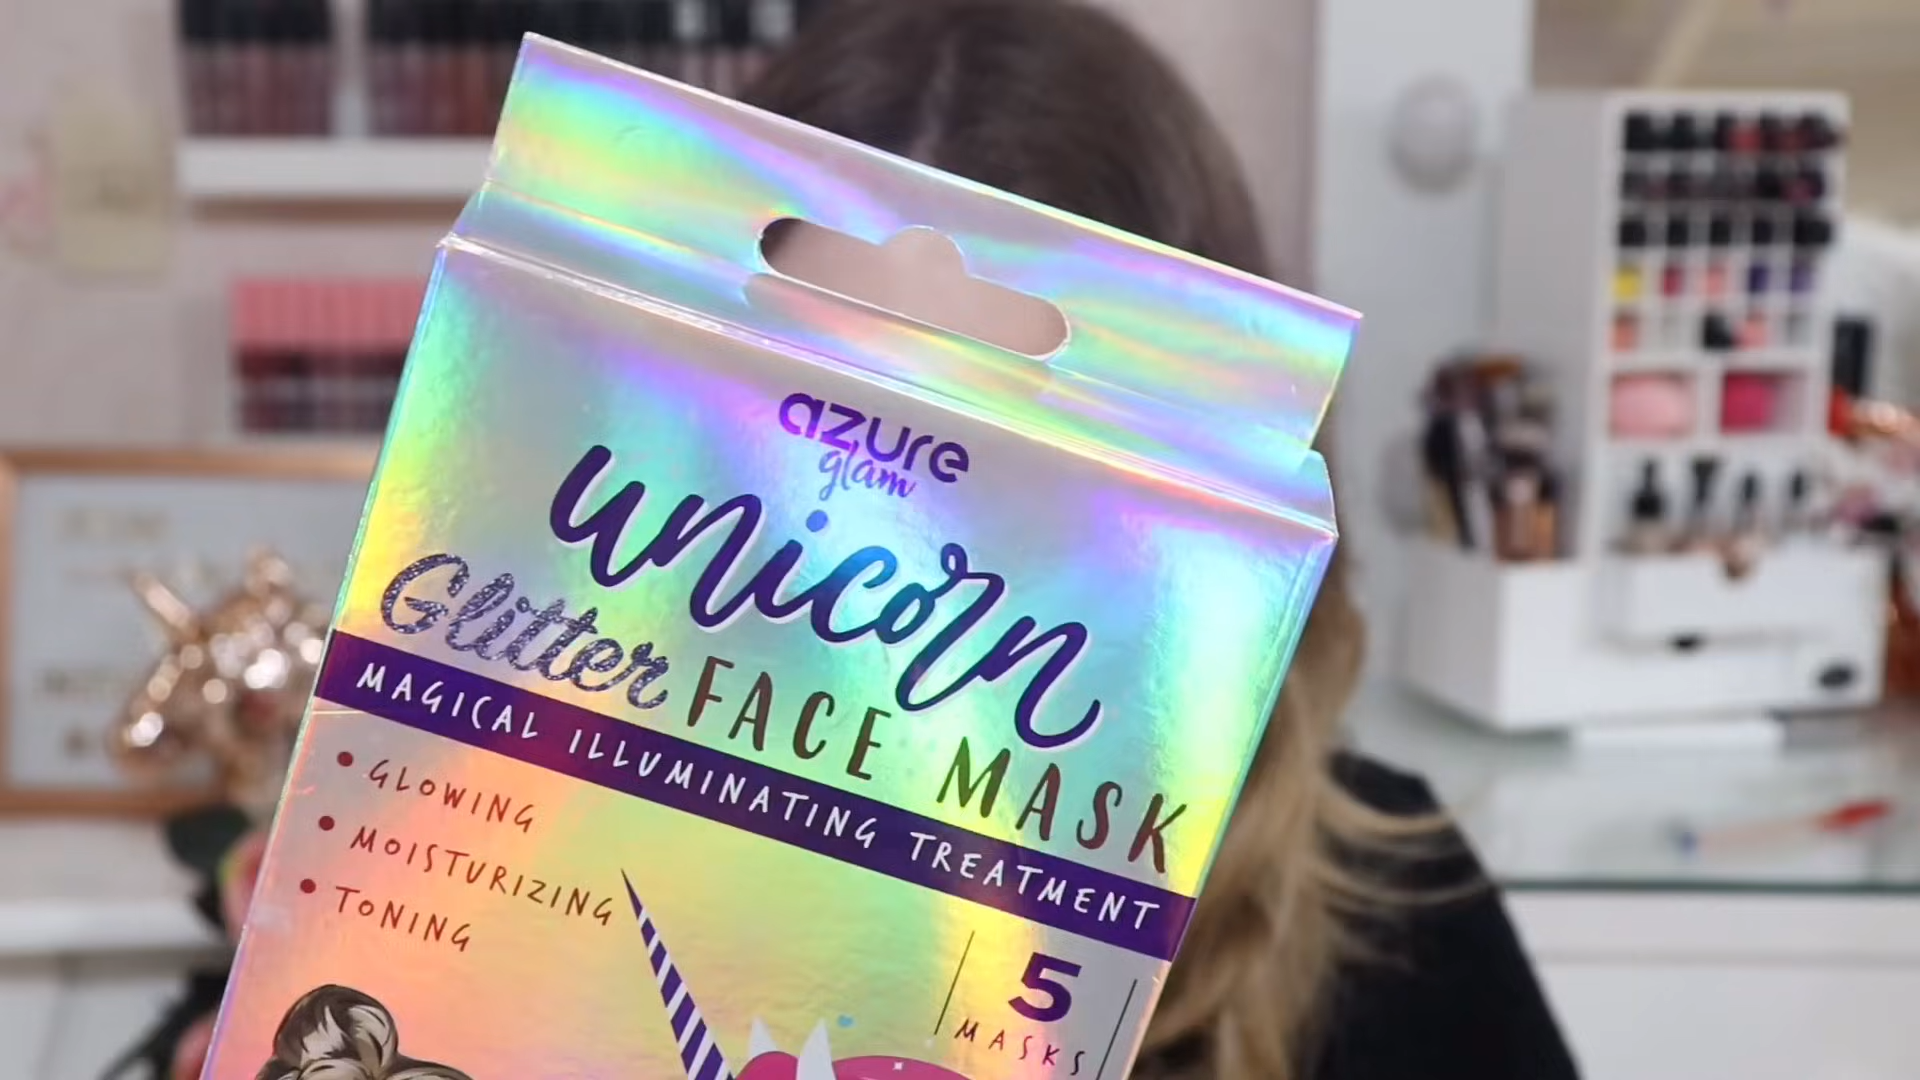 azure
glam
unicorn
Glitter FACE MASK
MAGICAL ILLUMINATING TREATMENT
• GLOWING
• MOISTURIZING
• TONING
5
MASKS